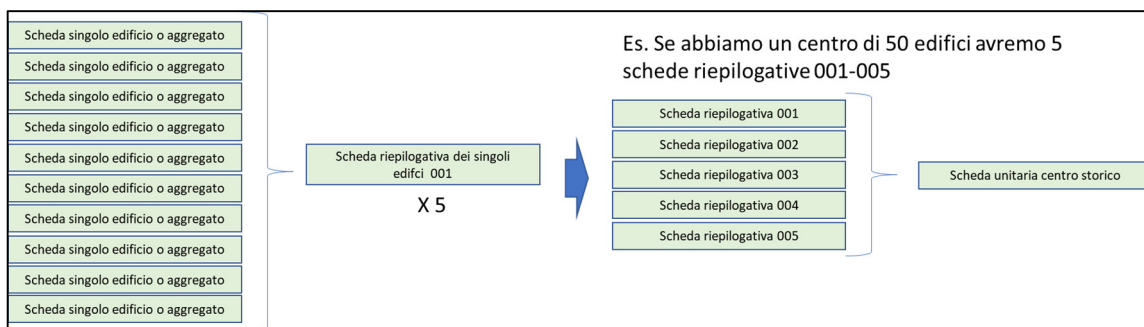 Scheda singolo edificio o aggregato
Scheda singolo edificio o aggregato
Scheda singolo edificio o aggregato
Scheda singolo edificio o aggregato
Scheda singolo edificio o aggregato
Scheda singolo edificio o aggregato
Scheda singolo edificio o aggregato
Scheda singolo edificio o aggregato
Scheda singolo edificio o aggregato
Scheda singolo edificio o aggregato
Scheda riepilogativa dei singoli
edifci 001
X 5
Es. Se abbiamo un centro di 50 edifici avremo 5
schede riepilogative 001-005
Scheda riepilogativa 001
Scheda riepilogativa 002
Scheda riepilogativa 003
Scheda riepilogativa 004
Scheda riepilogativa 005
Scheda unitaria centro storico